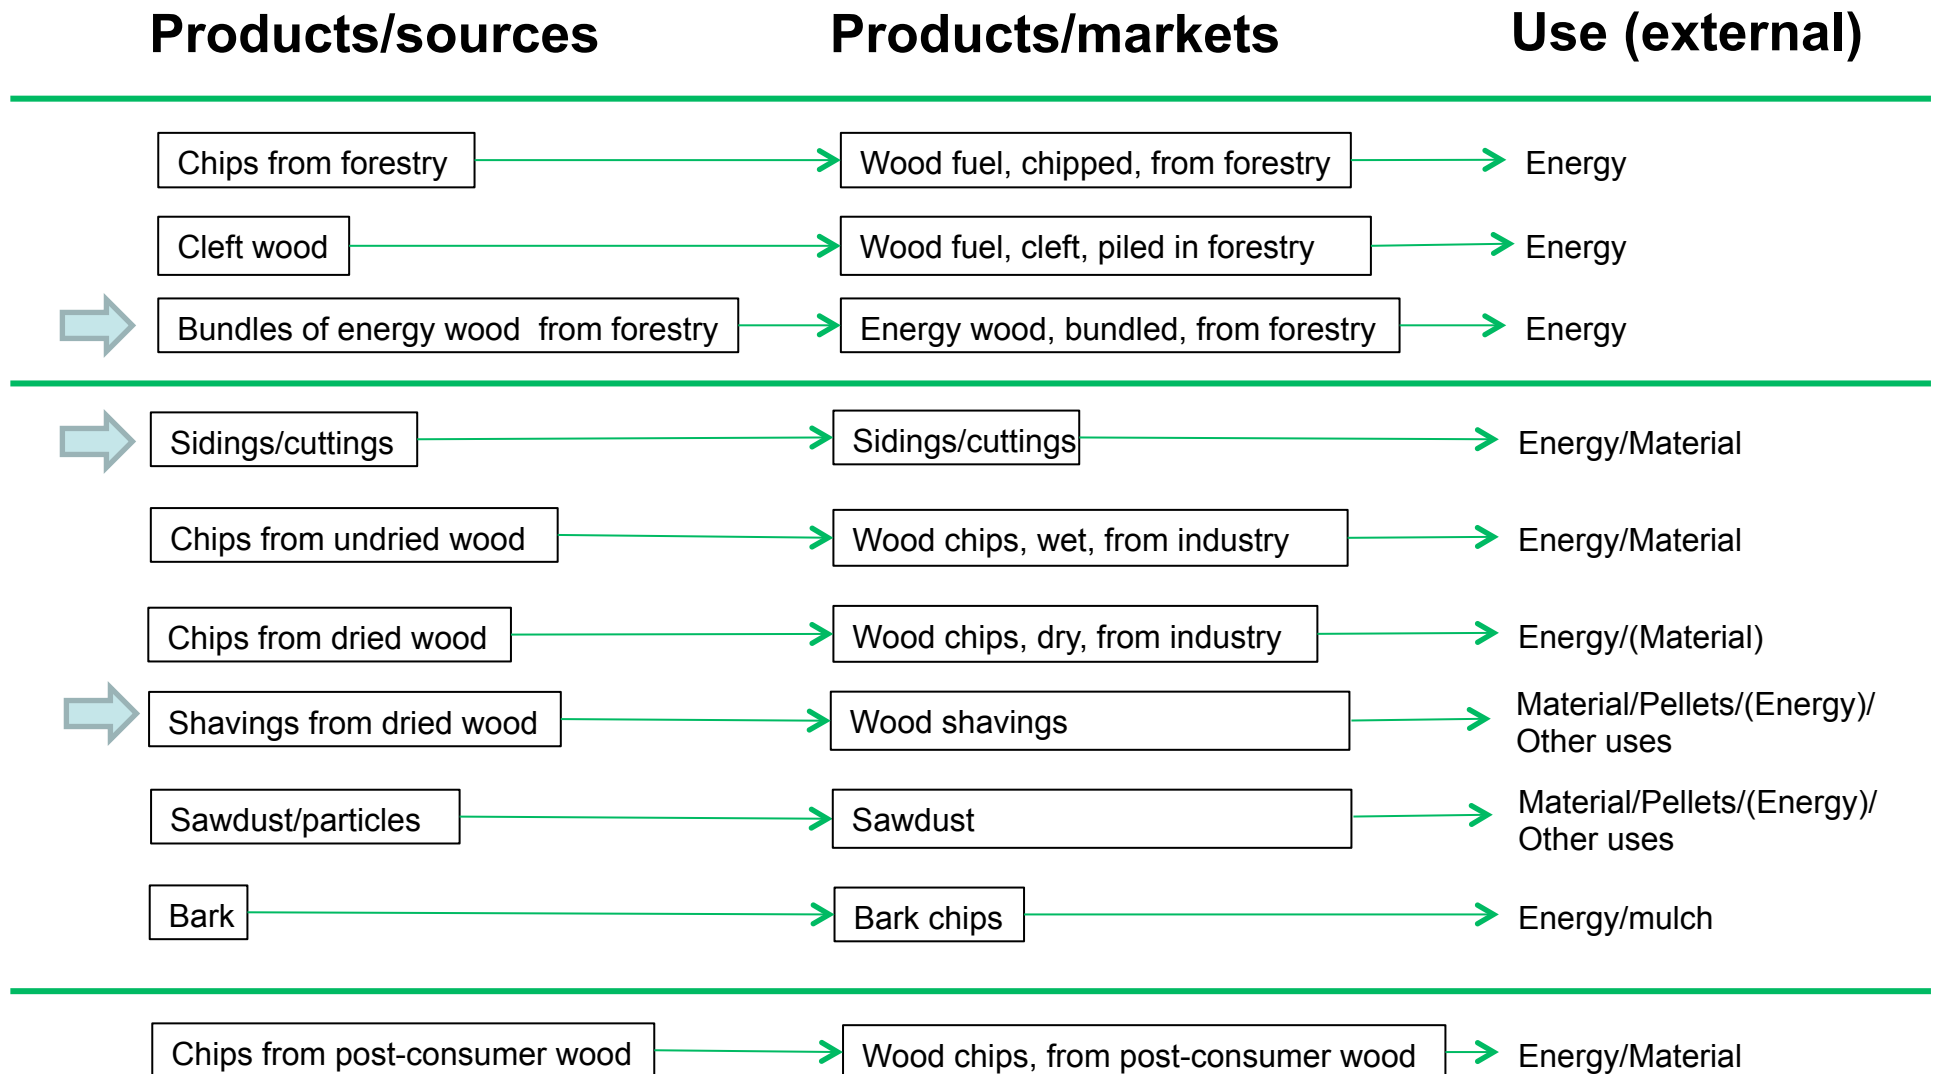 Products/sources
Products/markets
Use (external)
Chips from forestry
Wood fuel, chipped, from forestry
Energy
Cleft wood
Wood fuel, cleft, piled in forestry
Energy
Bundles of energy wood  from forestry
Energy wood, bundled, from forestry
Energy
Sidings/cuttings
Sidings/cuttings
Energy/Material
Chips from undried wood
Wood chips, wet, from industry
Energy/Material
Chips from dried wood
Wood chips, dry, from industry
Energy/(Material)
Shavings from dried wood
Wood shavings
Material/Pellets/(Energy)/
Other uses
Sawdust/particles
Sawdust
Material/Pellets/(Energy)/
Other uses
Bark
Bark chips
Energy/mulch
Chips from post-consumer wood
Wood chips, from post-consumer wood
Energy/Material